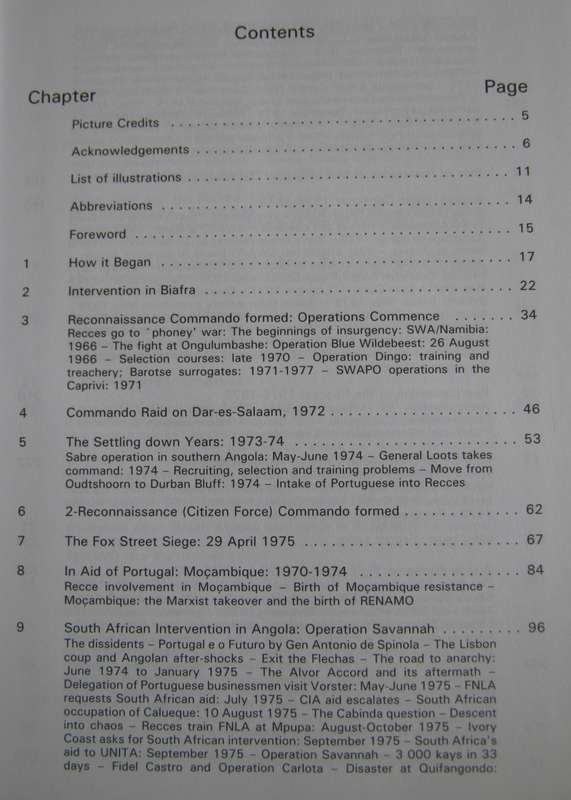 Contents
Chapter Page
Picture Credits . . . . . . . . . . . . . . . . . . . . . . . . . . . . . . . . . . . . . . . . 5
Acknowledgements . . . . . . . . . . . . . . . . . . . . . . . . . . . . . . . . . . . . . 6
List of illustrations . . . . . . . . . . . . . . . . . . . . . . . . . . . . . . . . . . . . . 11
Abbreviations . . . . . . . . . . . . . . . . . . . . . . . . . . . . . . . . . . . . . . . . 14
Foreword . . . . . . . . . . . . . . . . . . . . . . . . . . . . . . . . . . . . . . . . . . . 15
1 How it Began . . . . . . . . . . . . . . . . . . . . . . . . . . . . . . . . . . . . . . . . 17
2 Intervention in Biafra . . . . . . . . . . . . . . . . . . . . . . . . . . . . . . . . . . . 22
3 Reconnaissance Commando formed: Operations Commence . . . . . . . 34
Recces go to `phoney' war: The beginnings of insurgency: SWA/Namibia:
1966 – The fight at Ongulumbashe: Operation Blue Wildebeest: 26 August
1966 – Selection courses: late 1970 – Operation Dingo: training and
treachery; Barotse surrogates: 1971-1977 – SWAPO operations in the
Caprivi: 1971
4 Commando Raid on Dar-es-Salaam, 1972 . . . . . . . . . . . . . . . . . . . . . . 46
5 The Settling down Years: 1973-74 . . . . . . . . . . . . . . . . . . . . . . . . . . 53
Sabre operation in southern Angola: May-June 1974 – General Loots takes
command: 1974 – Recruiting, selection and training problems – Move from
Oudtshoorn to Durban Bluff: 1974 – Intake of Portuguese into Recces
6 2-Reconnaissance (Citizen Force) Commando formed . . . . . . . . . . . . . 62
7 The Fox Street Siege: 29 April 1975 . . . . . . . . . . . . . . . . . . . . . . . . . 67
8 In Aid of Portugal: Moçambique: 1970-1974 . . . . . . . . . . . . . . . . . . . 84
Recce involvement in Moçambique – Birth of Moçambique resistance –
Moçambique: the Marxist takeover and the birth of RENAMO
9 South African Intervention in Angola: Operation Savannah . . . . . . . . . 96
The dissidents – Portugal e o Futuro by Gen Antonio de Spinola – The Lisbon
coup and Angolan after-shocks – Exit the Flechas – The road to anarchy:
June 1974 to January 1975 – The Alvor Accord and its aftermath –
Delegation of Portuguese businessmen visit Vorster: May-June 1975 – FNLA
requests South African aid: July 1975 – CIA aid escalates – South African
occupation of Calueque: 10 August 1975 – The Cabinda question – Descent
into chaos – Recces train FNLA at Mpupa: August-October 1975 – Ivory
Coast asks for South African intervention: September 1975 – South Africa's
aid to UNITA: September 1975 – Operation Savannah – 3 000 kays in 33
days – Fidel Castro and Operation Carlota – Disaster at Quifangondo: